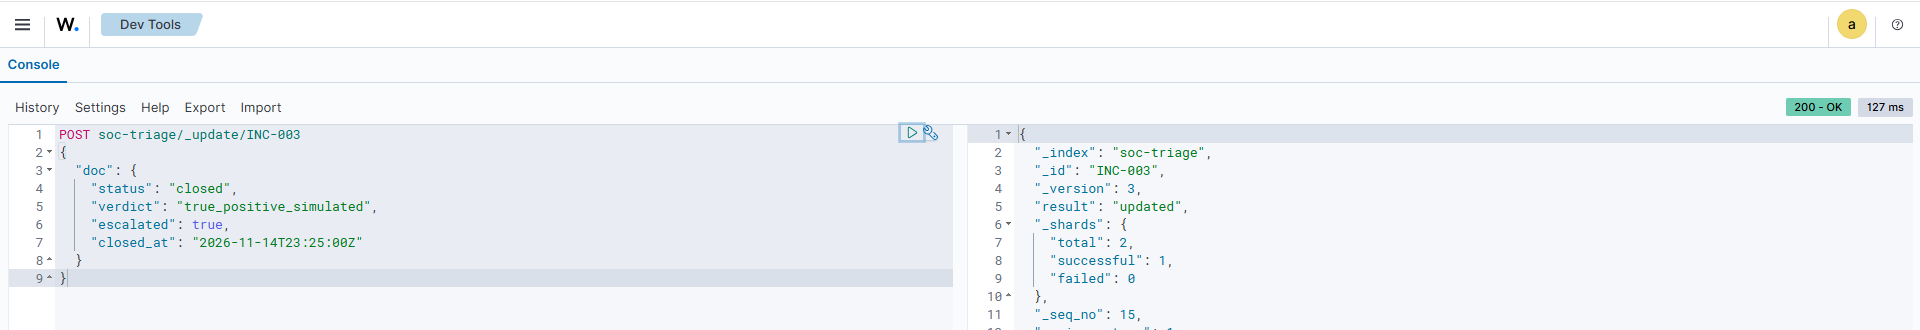 W. Dev Tools a
Console
History Settings Help Export Import 200 - OK 127 ms
1 POST soc-triage/_update/INC-003
2 {
3 "doc": {
4 "status": "closed",
5 "verdict": "true_positive_simulated",
6 "escalated": true,
7 "closed_at": "2026-11-14T23:25:00Z"
8 }
9 }
1 {
2 "_index": "soc-triage",
3 "_id": "INC-003",
4 "_version": 3,
5 "result": "updated",
6 "_shards": {
7 "total": 2,
8 "successful": 1,
9 "failed": 0
10 },
11 "_seq_no": 15,